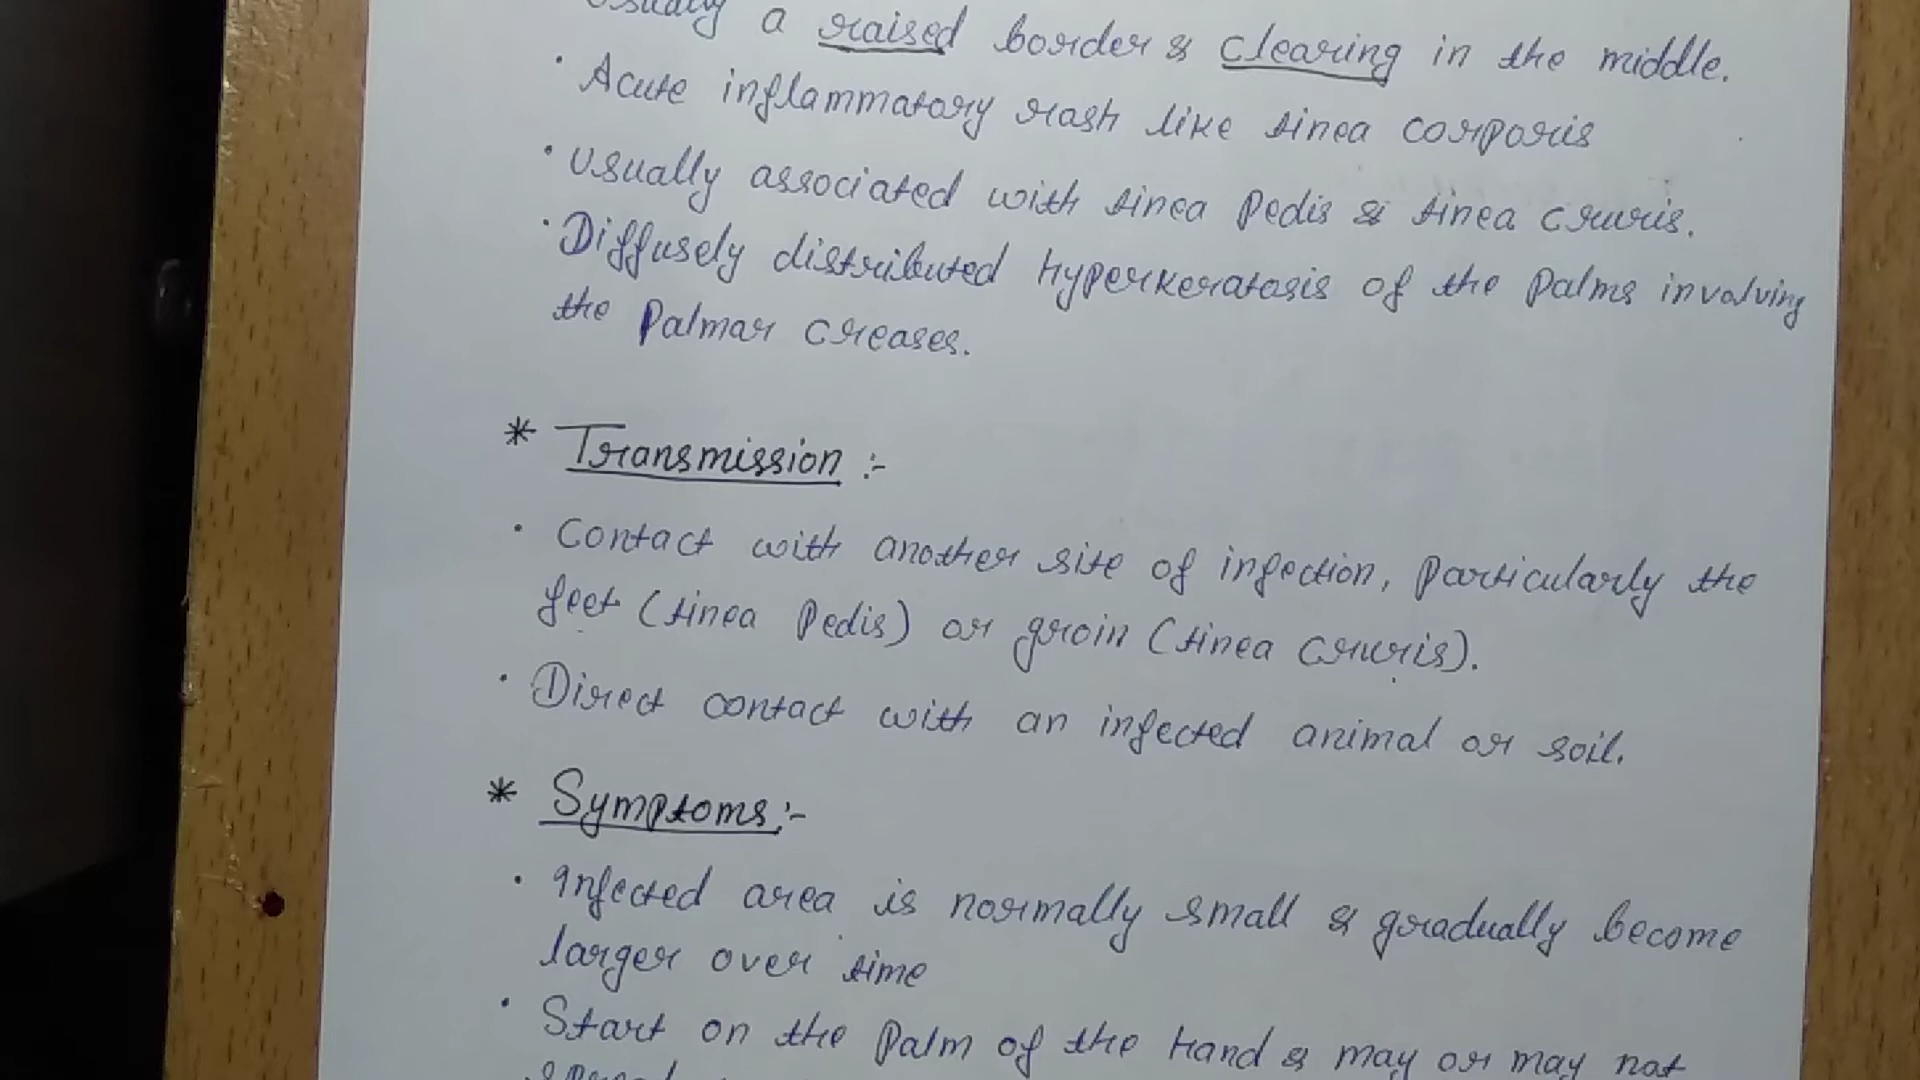 Usually a raised border & clearing in the middle.
· Acute inflammatory rash like tinea corporis
· Usually associated with tinea pedis & tinea cruris.
· Diffusely distributed hyperkeratosis of the palms involving
the palmar creases.
* Transmission :-
· Contact with another site of infection, particularly the
feet (tinea pedis) or groin (tinea cruris).
· Direct contact with an infected animal or soil.
* Symptoms :-
· Infected area is normally small & gradually become
larger over time
· Start on the palm of the hand & may or may not